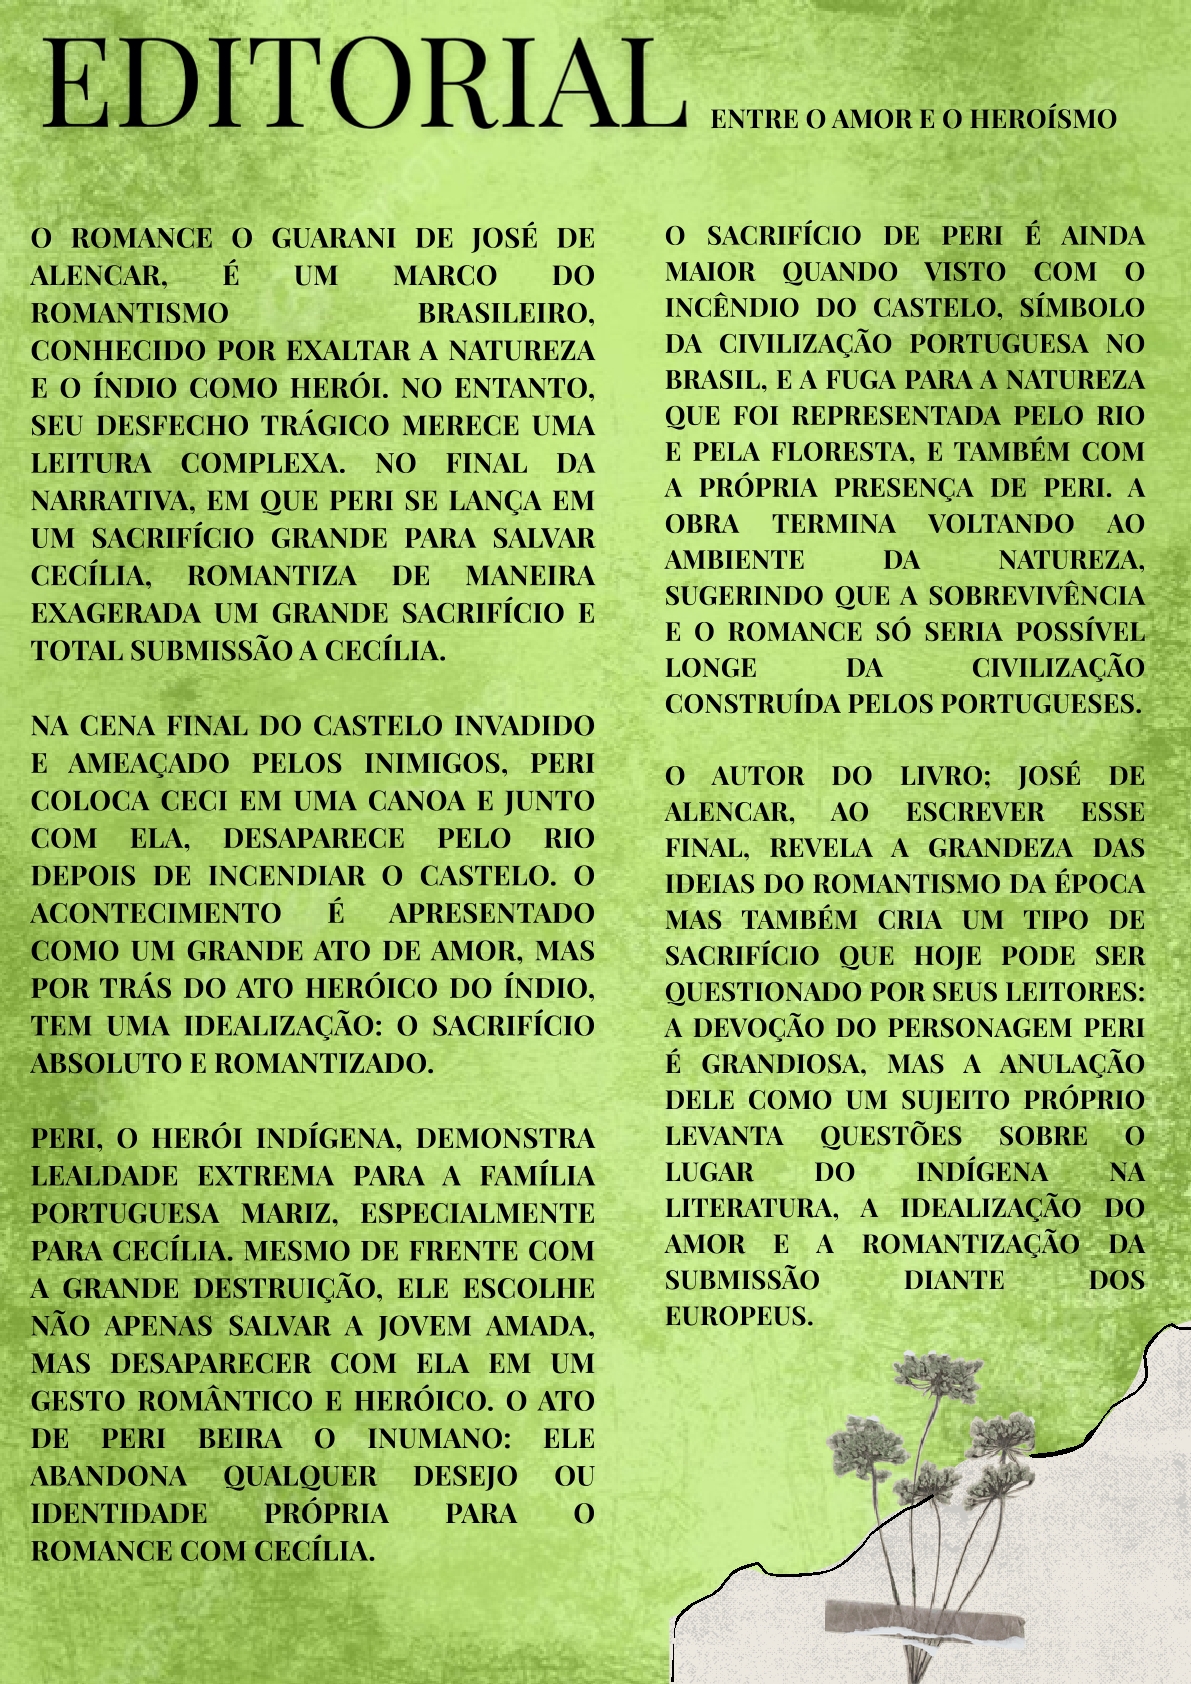 EDITORIAL
ENTRE O AMOR E O HEROÍSMO
O ROMANCE O GUARANI DE JOSÉ DE
ALENCAR, É UM MARCO DO
ROMANTISMO BRASILEIRO,
CONHECIDO POR EXALTAR A NATUREZA
E O ÍNDIO COMO HERÓI. NO ENTANTO,
SEU DESFECHO TRÁGICO MERECE UMA
LEITURA COMPLEXA. NO FINAL DA
NARRATIVA, EM QUE PERI SE LANÇA EM
UM SACRIFÍCIO GRANDE PARA SALVAR
CECÍLIA, ROMANTIZA DE MANEIRA
EXAGERADA UM GRANDE SACRIFÍCIO E
TOTAL SUBMISSÃO A CECÍLIA.
NA CENA FINAL DO CASTELO INVADIDO
E AMEAÇADO PELOS INIMIGOS, PERI
COLOCA CECI EM UMA CANOA E JUNTO
COM ELA, DESAPARECE PELO RIO
DEPOIS DE INCENDIAR O CASTELO. O
ACONTECIMENTO É APRESENTADO
COMO UM GRANDE ATO DE AMOR, MAS
POR TRÁS DO ATO HERÓICO DO ÍNDIO,
TEM UMA IDEALIZAÇÃO: O SACRIFÍCIO
ABSOLUTO E ROMANTIZADO.
PERI, O HERÓI INDÍGENA, DEMONSTRA
LEALDADE EXTREMA PARA A FAMÍLIA
PORTUGUESA MARIZ, ESPECIALMENTE
PARA CECÍLIA. MESMO DE FRENTE COM
A GRANDE DESTRUIÇÃO, ELE ESCOLHE
NÃO APENAS SALVAR A JOVEM AMADA,
MAS DESAPARECER COM ELA EM UM
GESTO ROMÂNTICO E HERÓICO. O ATO
DE PERI BEIRA O INUMANO: ELE
ABANDONA QUALQUER DESEJO OU
IDENTIDADE PRÓPRIA PARA O
ROMANCE COM CECÍLIA.
O SACRIFÍCIO DE PERI É AINDA
MAIOR QUANDO VISTO COM O
INCÊNDIO DO CASTELO, SÍMBOLO
DA CIVILIZAÇÃO PORTUGUESA NO
BRASIL, E A FUGA PARA A NATUREZA
QUE FOI REPRESENTADA PELO RIO
E PELA FLORESTA, E TAMBÉM COM
A PRÓPRIA PRESENÇA DE PERI. A
OBRA TERMINA VOLTANDO AO
AMBIENTE DA NATUREZA,
SUGERINDO QUE A SOBREVIVÊNCIA
E O ROMANCE SÓ SERIA POSSÍVEL
LONGE DA CIVILIZAÇÃO
CONSTRUÍDA PELOS PORTUGUESES.
O AUTOR DO LIVRO; JOSÉ DE
ALENCAR, AO ESCREVER ESSE
FINAL, REVELA A GRANDEZA DAS
IDEIAS DO ROMANTISMO DA ÉPOCA
MAS TAMBÉM CRIA UM TIPO DE
SACRIFÍCIO QUE HOJE PODE SER
QUESTIONADO POR SEUS LEITORES:
A DEVOÇÃO DO PERSONAGEM PERI
É GRANDIOSA, MAS A ANULAÇÃO
DELE COMO UM SUJEITO PRÓPRIO
LEVANTA QUESTÕES SOBRE O
LUGAR DO INDÍGENA NA
LITERATURA, A IDEALIZAÇÃO DO
AMOR E A ROMANTIZAÇÃO DA
SUBMISSÃO DIANTE DOS
EUROPEUS.